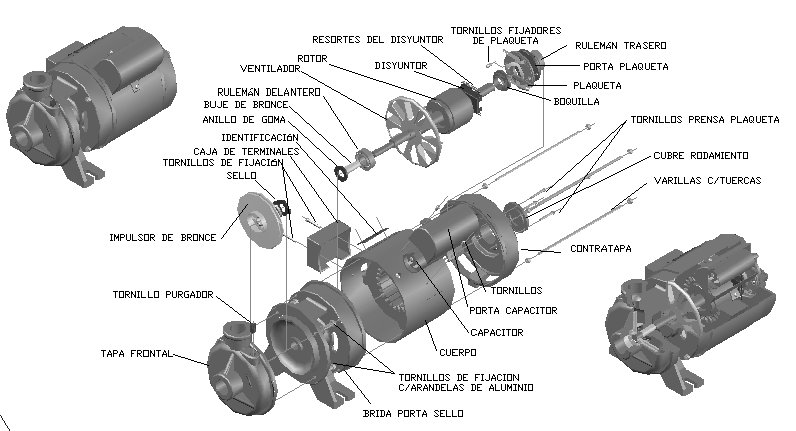 TORNILLOS FIJADORES
DE PLAQUETA
RESORTES DEL DISYUNTOR
RULEMáN TRASERO
ROTOR
DISYUNTOR
PORTA PLAQUETA
VENTILADOR
PLAQUETA
RULEMáN DELANTERO
BOQUILLA
BUJE DE BRONCE
ANILLO DE GOMA
TORNILLOS PRENSA PLAQUETA
IDENTIFICACIóN
CAJA DE TERMINALES
CUBRE RODAMIENTO
TORNILLOS DE FIJACIóN
SELLO
VARILLAS C/TUERCAS
IMPULSOR DE BRONCE
CONTRATAPA
TORNILLOS
TORNILLO PURGADOR
PORTA CAPACITOR
CAPACITOR
TAPA FRONTAL
CUERPO
TORNILLOS DE FIJACION
C/ARANDELAS DE ALUMINIO
BRIDA PORTA SELLO